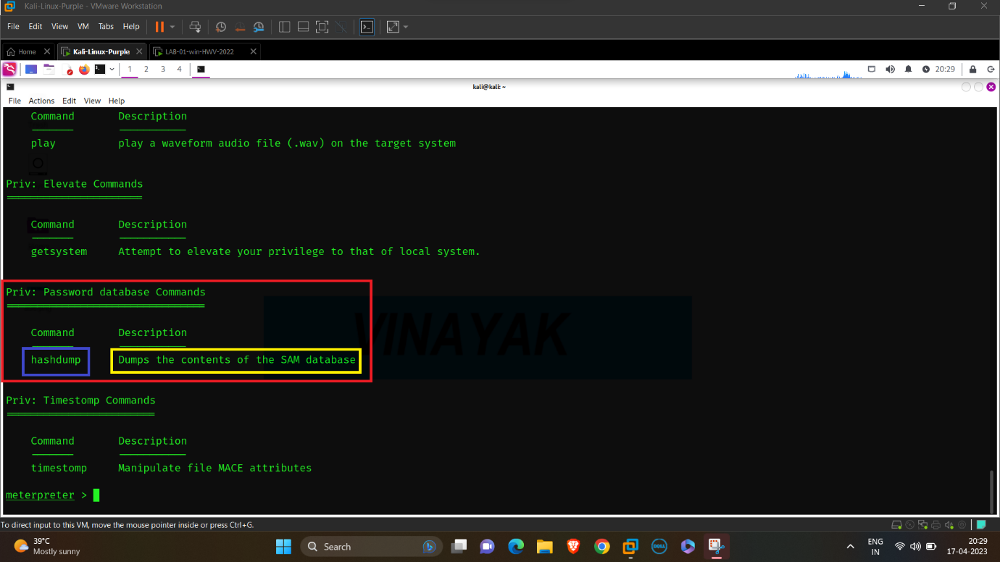 Kali-Linux-Purple - VMware Workstation
File Edit View VM Tabs Help
Home Kali-Linux-Purple LAB-01-win-HWV-2022
1 2 3 4 20:29
kali@kali: ~
File Actions Edit View Help
Command Description
play play a waveform audio file (.wav) on the target system
Priv: Elevate Commands
Command Description
getsystem Attempt to elevate your privilege to that of local system.
Priv: Password database Commands
VINAYAK
Command Description
hashdump Dumps the contents of the SAM database
Priv: Timestomp Commands
Command Description
timestomp Manipulate file MACE attributes
meterpreter >
To direct input to this VM, move the mouse pointer inside or press Ctrl+G.
39°C
Mostly sunny
Search
DELL
ENG
IN
20:29
17-04-2023